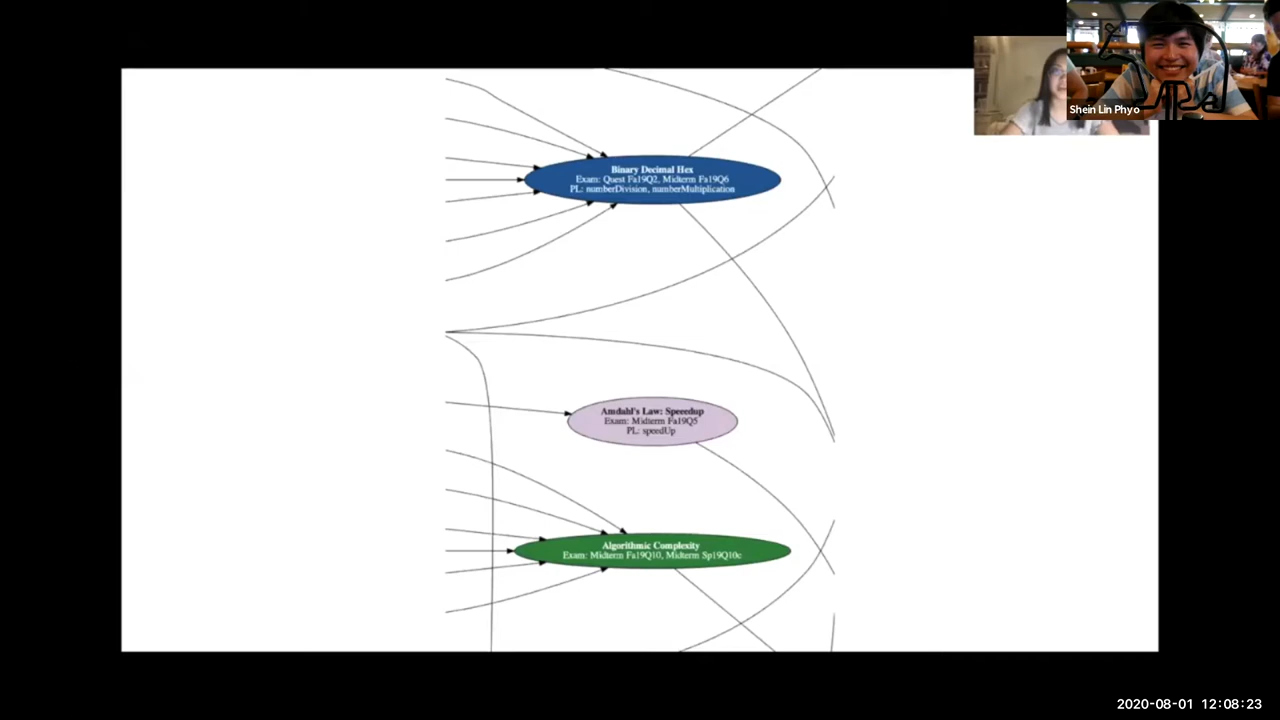 Shein Lin Phyo
Binary Decimal Hex
Exam: Quest Fa19Q2, Midterm Fa19Q6
PL: numberDivision, numberMultiplication
Amdahl's Law: Speeedup
Exam: Midterm Fa19Q5
PL: speedUp
Algorithmic Complexity
Exam: Midterm Fa19Q10, Midterm Sp19Q10c
2020-08-01 12:08:23